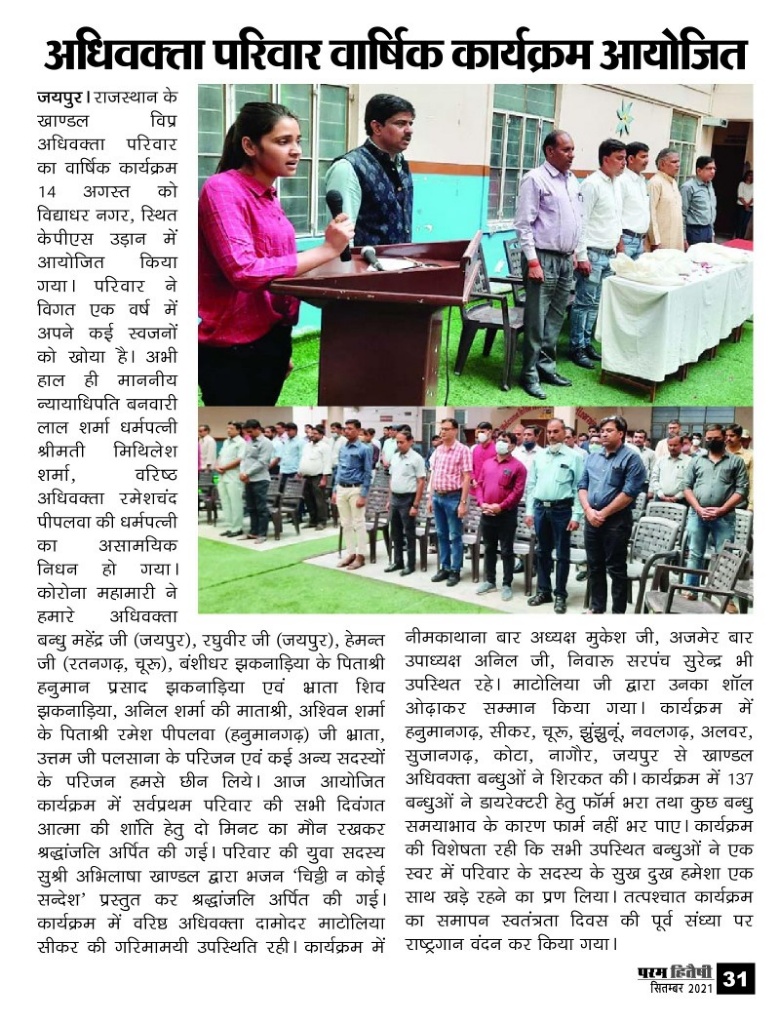 अधिवक्ता परिवार वार्षिक कार्यक्रम आयोजित
जयपुर। राजस्थान के
खाण्डल विप्र
अधिवक्ता परिवार
का वार्षिक कार्यक्रम
14 अगस्त को
विद्याधर नगर, स्थित
केपीएस उड़ान में
आयोजित किया
गया। परिवार ने
विगत एक वर्ष में
अपने कई स्वजनों
को खोया है। अभी
हाल ही माननीय
न्यायाधिपति बनवारी
लाल शर्मा धर्मपत्नी
श्रीमती मिथिलेश
शर्मा, वरिष्ठ
अधिवक्ता रमेशचंद
पीपलवा की धर्मपत्नी
का असामयिक
निधन हो गया।
कोरोना महामारी ने
हमारे अधिवक्ता
बन्धु महेंद्र जी (जयपुर), रघुवीर जी (जयपुर), हेमन्त
जी (रतनगढ़, चूरू), बंशीधर झकनाड़िया के पिताश्री
हनुमान प्रसाद झकनाड़िया एवं भ्राता शिव
झकनाड़िया, अनिल शर्मा की माताश्री, अश्विन शर्मा
के पिताश्री रमेश पीपलवा (हनुमानगढ़) जी भ्राता,
उत्तम जी पलसाना के परिजन एवं कई अन्य सदस्यों
के परिजन हमसे छीन लिये। आज आयोजित
कार्यक्रम में सर्वप्रथम परिवार की सभी दिवंगत
आत्मा की शांति हेतु दो मिनट का मौन रखकर
श्रद्धांजलि अर्पित की गई। परिवार की युवा सदस्य
सुश्री अभिलाषा खाण्डल द्वारा भजन ‘चिट्ठी न कोई
सन्देश’ प्रस्तुत कर श्रद्धांजलि अर्पित की गई।
कार्यक्रम में वरिष्ठ अधिवक्ता दामोदर माटोलिया
सीकर की गरिमामयी उपस्थिति रही। कार्यक्रम में
नीमकाथाना बार अध्यक्ष मुकेश जी, अजमेर बार
उपाध्यक्ष अनिल जी, निवारू सरपंच सुरेन्द्र भी
उपस्थित रहे। माटोलिया जी द्वारा उनका शॉल
ओढ़ाकर सम्मान किया गया। कार्यक्रम में
हनुमानगढ़, सीकर, चूरू, झुंझुनूं, नवलगढ़, अलवर,
सुजानगढ़, कोटा, नागौर, जयपुर से खाण्डल
अधिवक्ता बन्धुओं ने शिरकत की। कार्यक्रम में 137
बन्धुओं ने डायरेक्टरी हेतु फॉर्म भरा तथा कुछ बन्धु
समयाभाव के कारण फार्म नहीं भर पाए। कार्यक्रम
की विशेषता रही कि सभी उपस्थित बन्धुओं ने एक
स्वर में परिवार के सदस्य के सुख दुख हमेशा एक
साथ खड़े रहने का प्रण लिया। तत्पश्चात कार्यक्रम
का समापन स्वतंत्रता दिवस की पूर्व संध्या पर
राष्ट्रगान वंदन कर किया गया।
परम हितैषी
सितम्बर 2021 31